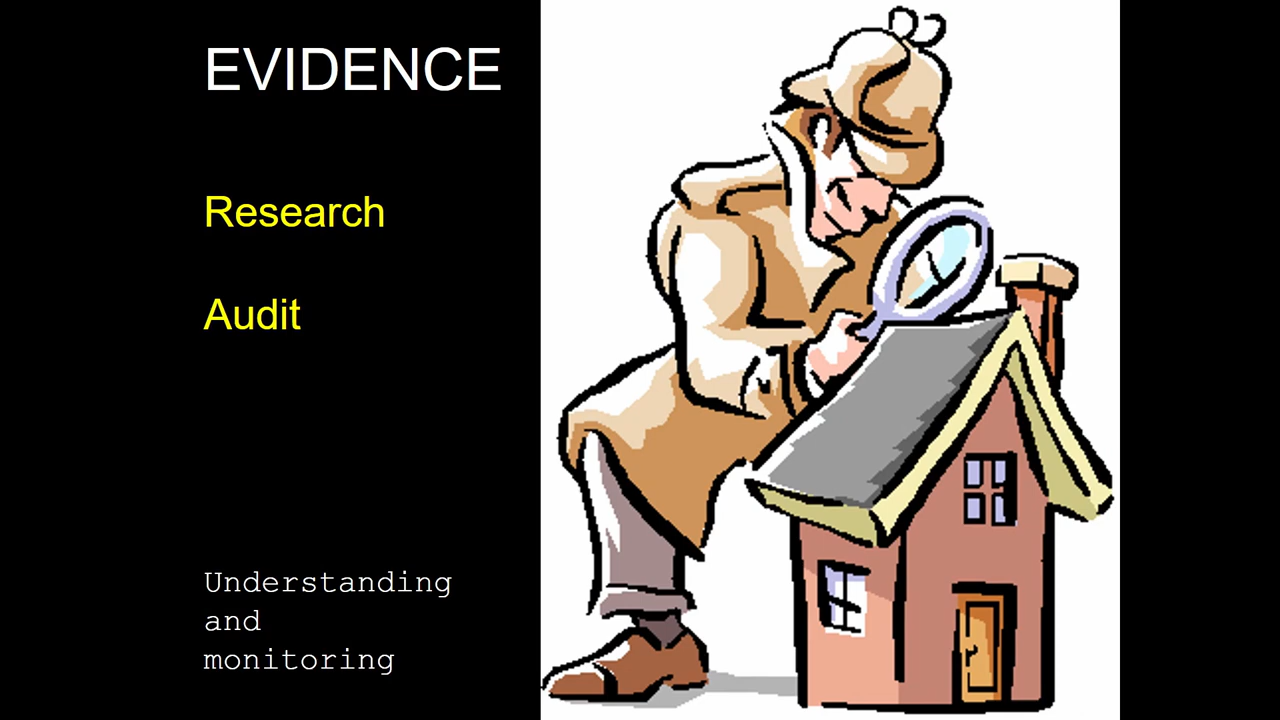 EVIDENCE
Research
Audit
Understanding
and
monitoring